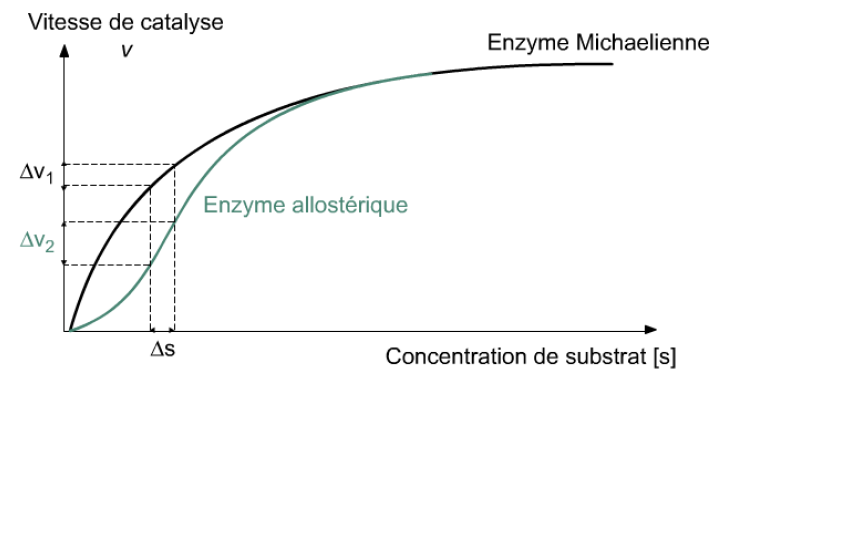 Vitesse de catalyse
v
Enzyme Michaelienne
Δv1
Enzyme allostérique
Δv2
Δs
Concentration de substrat [s]